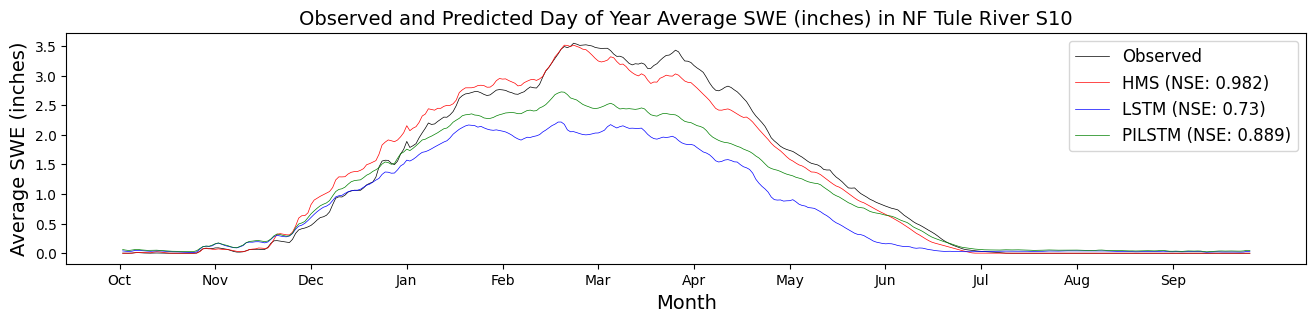 Observed and Predicted Day of Year Average SWE (inches) in NF Tule River S10
Average SWE (inches)
3.5
3.0
2.5
2.0
1.5
1.0
0.5
0.0
Observed
HMS (NSE: 0.982)
LSTM (NSE: 0.73)
PILSTM (NSE: 0.889)
Oct Nov Dec Jan Feb Mar Apr May Jun Jul Aug Sep
Month